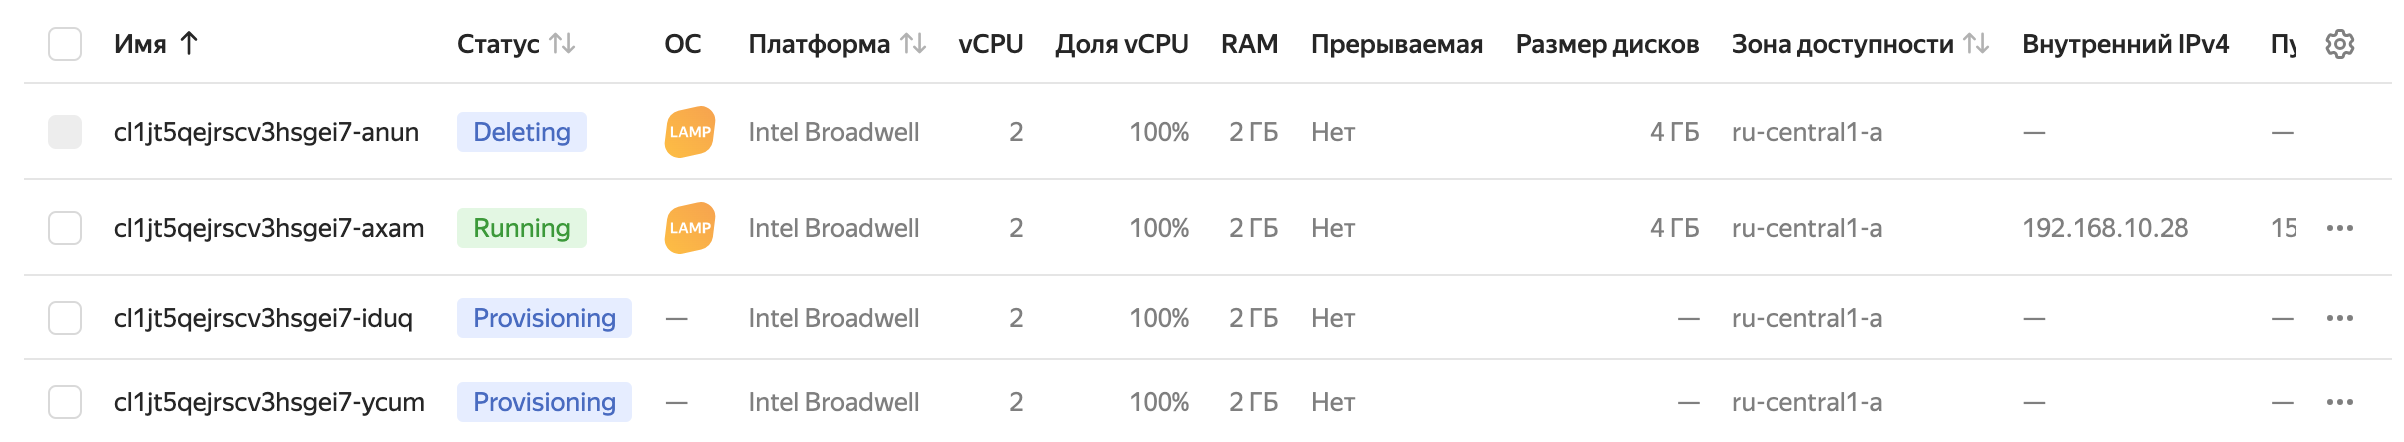 Имя ↑ Статус ОС Платформа vCPU Доля vCPU RAM Прерываемая Размер дисков Зона доступности Внутренний IPv4
cl1jt5qejrscv3hsgei7-anun Deleting LAMP Intel Broadwell 2 100% 2 ГБ Нет 4 ГБ ru-central1-a — —
cl1jt5qejrscv3hsgei7-axam Running LAMP Intel Broadwell 2 100% 2 ГБ Нет 4 ГБ ru-central1-a 192.168.10.28 15
cl1jt5qejrscv3hsgei7-iduq Provisioning — Intel Broadwell 2 100% 2 ГБ Нет — ru-central1-a — —
cl1jt5qejrscv3hsgei7-ycum Provisioning — Intel Broadwell 2 100% 2 ГБ Нет — ru-central1-a — —